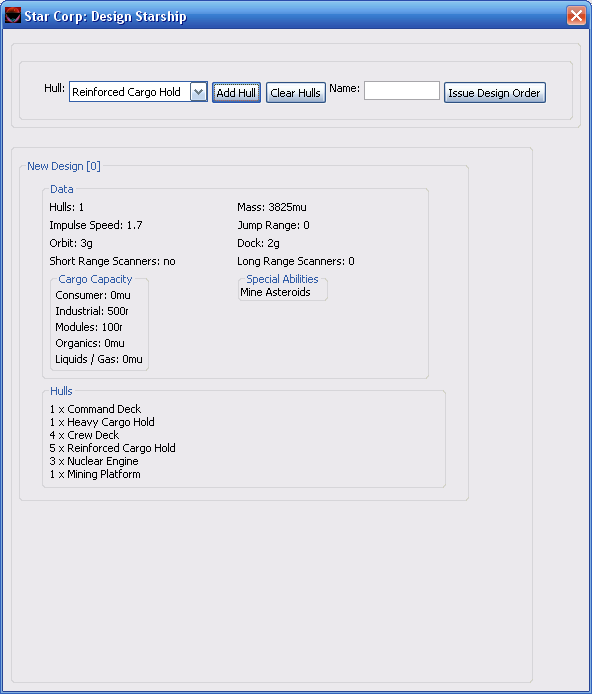 Star Corp: Design Starship
Hull: Reinforced Cargo Hold Add Hull Clear Hulls Name: Issue Design Order
New Design [0]
Data
Hulls: 1 Mass: 3825mu
Impulse Speed: 1.7 Jump Range: 0
Orbit: 3g Dock: 2g
Short Range Scanners: no Long Range Scanners: 0
Cargo Capacity Special Abilities
Consumer: 0mu Mine Asteroids
Industrial: 500r
Modules: 100r
Organics: 0mu
Liquids / Gas: 0mu
Hulls
1 x Command Deck
1 x Heavy Cargo Hold
4 x Crew Deck
5 x Reinforced Cargo Hold
3 x Nuclear Engine
1 x Mining Platform